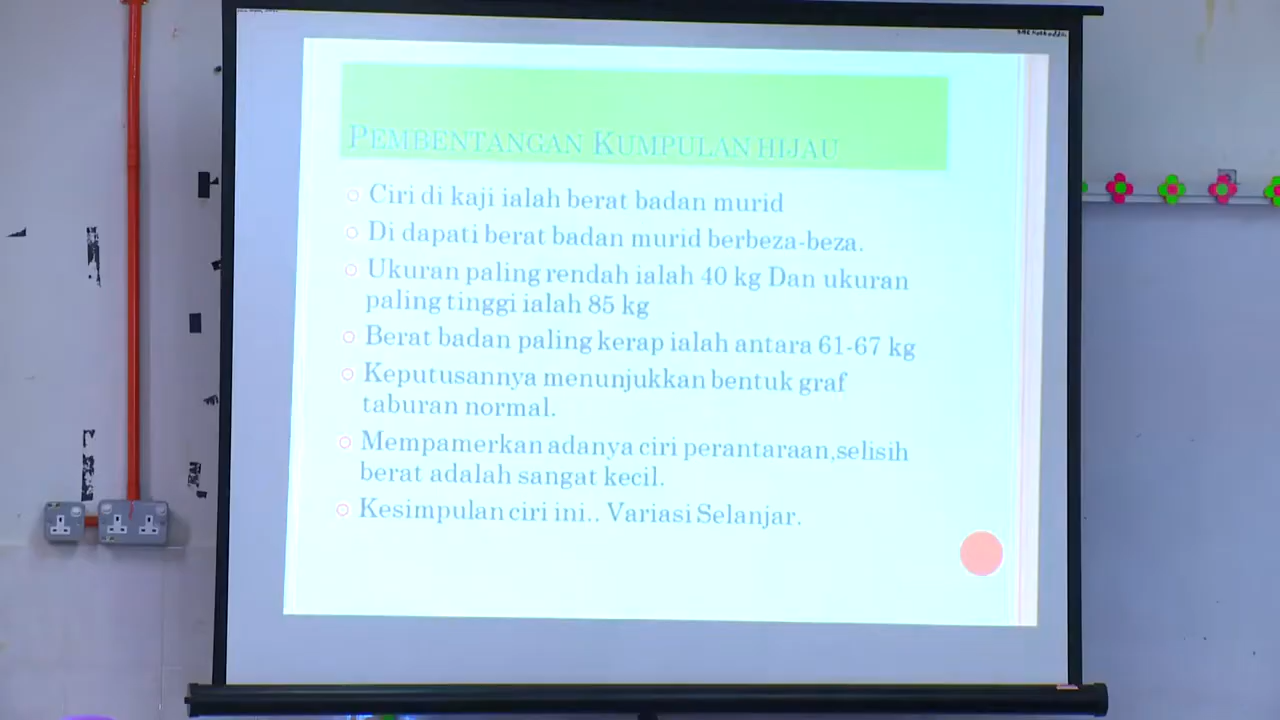 PEMBENTANGAN KUMPULAN HIJAU
Ciri di kaji ialah berat badan murid
Di dapati berat badan murid berbeza-beza.
Ukuran paling rendah ialah 40 kg Dan ukuran
paling tinggi ialah 85 kg
Berat badan paling kerap ialah antara 61-67 kg
Keputusannya menunjukkan bentuk graf
taburan normal.
Mempamerkan adanya ciri perantaraan,selisih
berat adalah sangat kecil.
Kesimpulan ciri ini.. Variasi Selanjar.